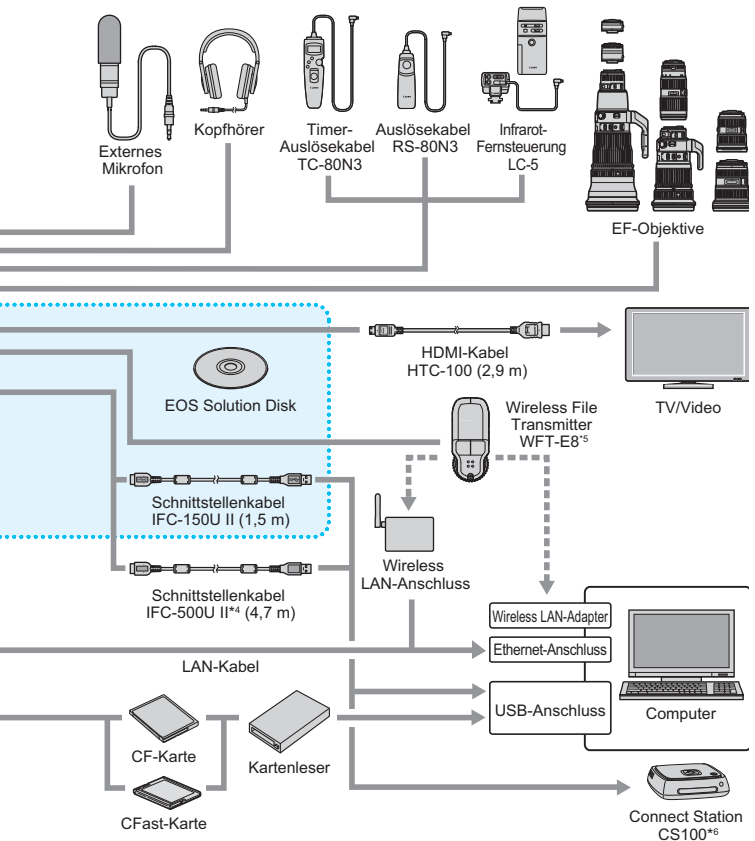 Externes
Mikrofon
Kopfhörer
Timer-
Auslösekabel
TC-80N3
Auslösekabel
RS-80N3
Infrarot-
Fernsteuerung
LC-5
EF-Objektive
HDMI-Kabel
HTC-100 (2,9 m)
TV/Video
EOS Solution Disk
Wireless File
Transmitter
WFT-E8*5
Schnittstellenkabel
IFC-150U II (1,5 m)
Wireless
LAN-Anschluss
Schnittstellenkabel
IFC-500U II*4 (4,7 m)
Wireless LAN-Adapter
Ethernet-Anschluss
LAN-Kabel
USB-Anschluss
Computer
CF-Karte
Kartenleser
CFast-Karte
Connect Station
CS100*6